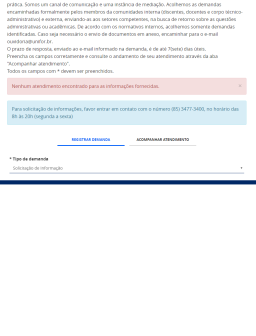 prática. Somos um canal de comunicação e uma instância de mediação. Acolhemos as demandas
encaminhadas formalmente pelos membros da comunidades interna (discentes, docentes e corpo técnico-
administrativo) e externa, enviando-as aos setores competentes, na busca de retorno sobre as questões
administrativas ou acadêmicas. De acordo com os normativos internos, acolhemos somente demandas
identificadas. Caso seja necessário o envio de documentos em anexo, encaminhar para o e-mail
ouvidoria@unifor.br.
O prazo de resposta, enviado ao e-mail informado na demanda, é de até 7(sete) dias úteis.
Preencha os campos corretamente e consulte o andamento de seu atendimento através da aba
"Acompanhar atendimento".
Todos os campos com * devem ser preenchidos.
Nenhum atendimento encontrado para as informações fornecidas. ×
Para solicitação de informações, favor entrar em contato com o número (85) 3477-3400, no horário das
8h às 20h (segunda a sexta)
REGISTRAR DEMANDA ACOMPANHAR ATENDIMENTO
* Tipo de demanda
Solicitação de informação